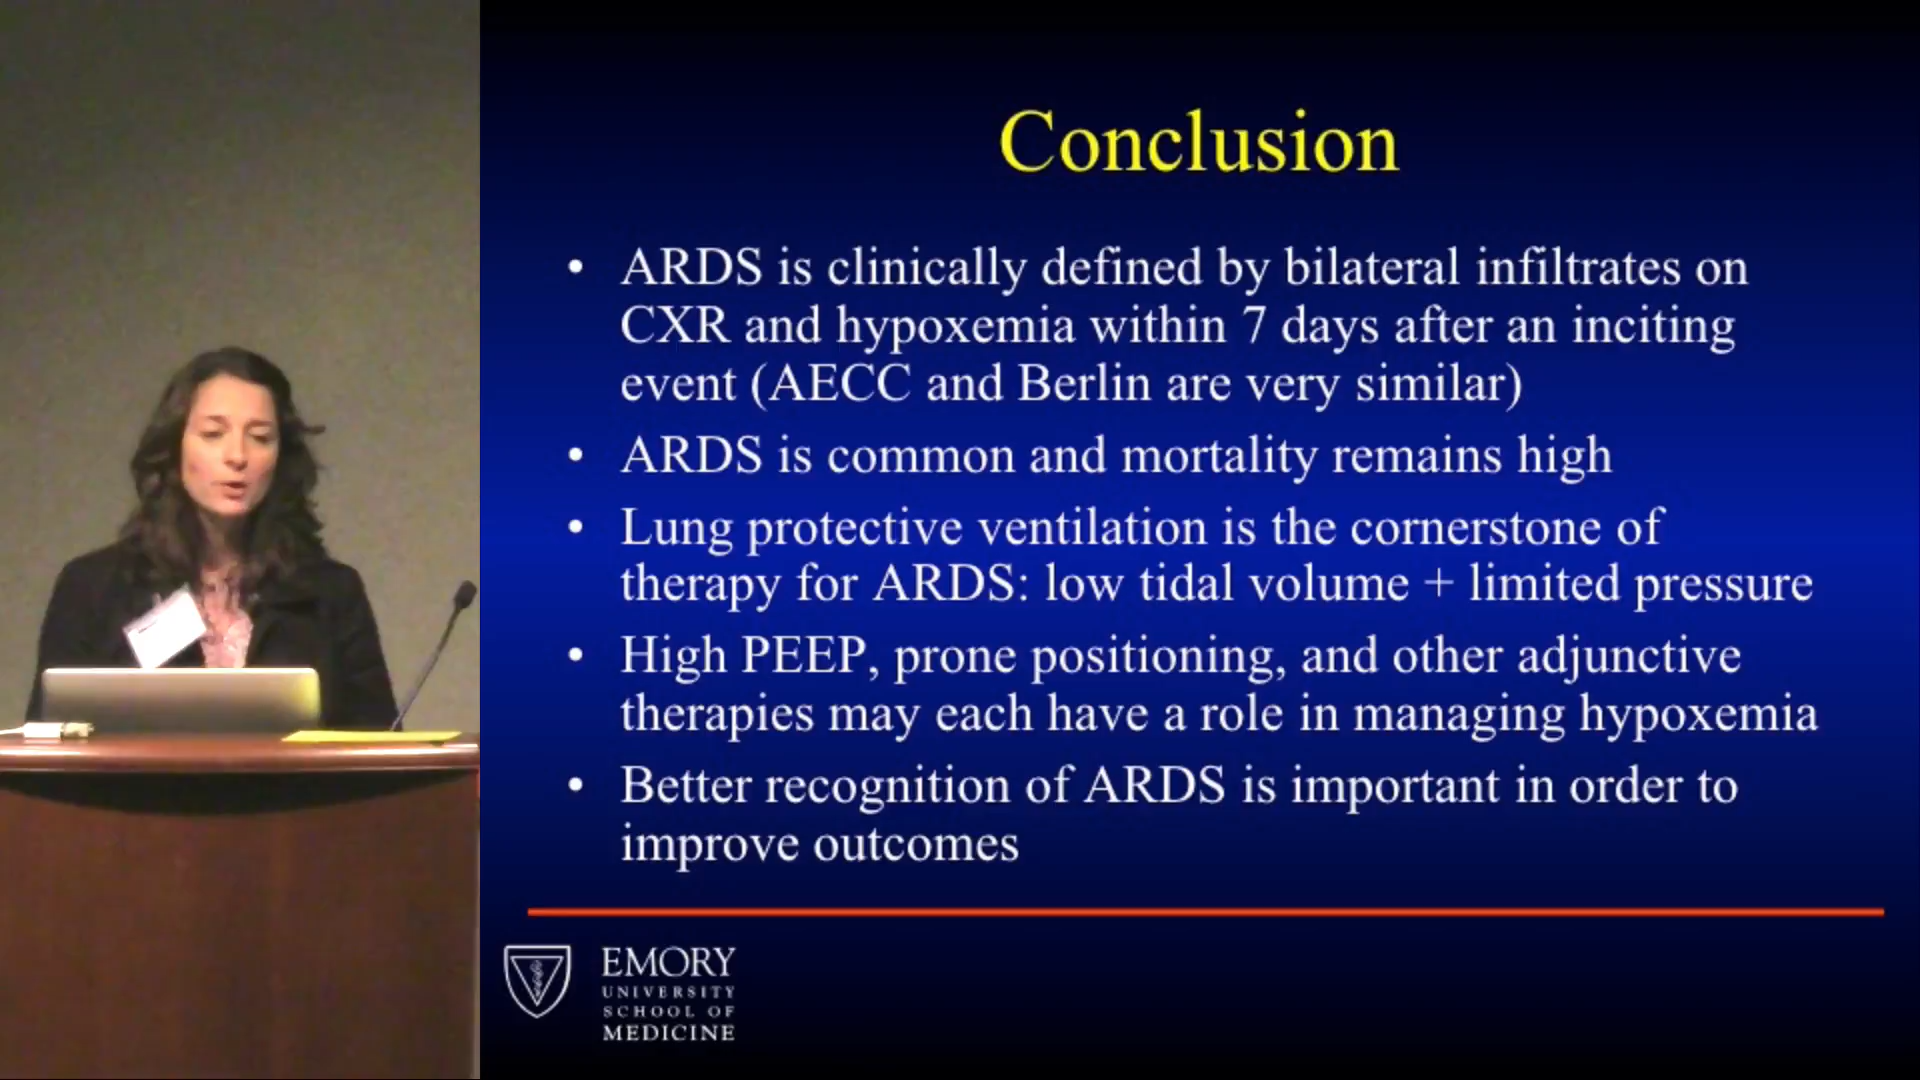 Conclusion
• ARDS is clinically defined by bilateral infiltrates on
CXR and hypoxemia within 7 days after an inciting
event (AECC and Berlin are very similar)
• ARDS is common and mortality remains high
• Lung protective ventilation is the cornerstone of
therapy for ARDS: low tidal volume + limited pressure
• High PEEP, prone positioning, and other adjunctive
therapies may each have a role in managing hypoxemia
• Better recognition of ARDS is important in order to
improve outcomes
EMORY
UNIVERSITY
SCHOOL OF
MEDICINE